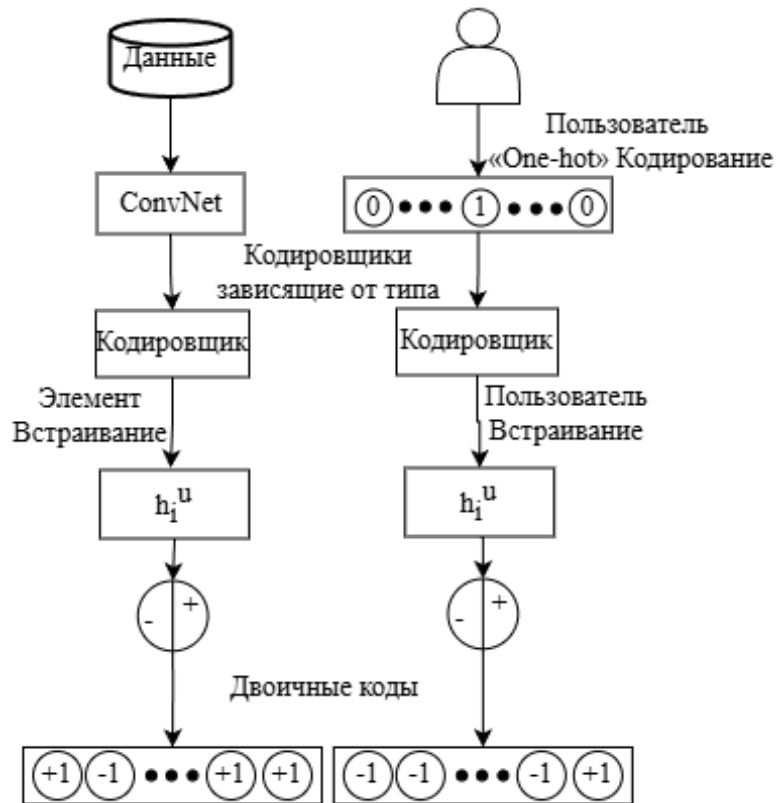 Данные
Пользователь
«One-hot» Кодирование
ConvNet
0 ••• 1 ••• 0
Кодировщики
зависящие от типа
Кодировщик
Кодировщик
Элемент
Встраивание
Пользователь
Встраивание
hᵢᵘ
hᵢᵘ
- +
- +
Двоичные коды
+1 -1 ••• +1 +1
-1 -1 ••• -1 +1